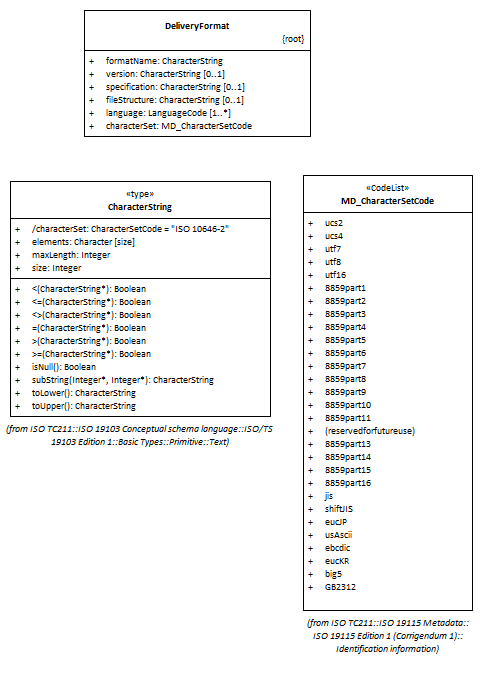 DeliveryFormat
{root}
+ formatName: CharacterString
+ version: CharacterString [0..1]
+ specification: CharacterString [0..1]
+ fileStructure: CharacterString [0..1]
+ language: LanguageCode [1..*]
+ characterSet: MD_CharacterSetCode
«type»
CharacterString
+ /characterSet: CharacterSetCode = "ISO 10646-2"
+ elements: Character [size]
+ maxLength: Integer
+ size: Integer
+ <(CharacterString*): Boolean
+ <=(CharacterString*): Boolean
+ <>(CharacterString*): Boolean
+ =(CharacterString*): Boolean
+ >(CharacterString*): Boolean
+ >=(CharacterString*): Boolean
+ isNull(): Boolean
+ subString(Integer*, Integer*): CharacterString
+ toLower(): CharacterString
+ toUpper(): CharacterString
(from ISO TC211::ISO 19103 Conceptual schema language::ISO/TS
19103 Edition 1::Basic Types::Primitive::Text)
«CodeList»
MD_CharacterSetCode
+ ucs2
+ ucs4
+ utf7
+ utf8
+ utf16
+ 8859part1
+ 8859part2
+ 8859part3
+ 8859part4
+ 8859part5
+ 8859part6
+ 8859part7
+ 8859part8
+ 8859part9
+ 8859part10
+ 8859part11
+ (reservedforfutureuse)
+ 8859part13
+ 8859part14
+ 8859part15
+ 8859part16
+ jis
+ shiftJIS
+ eucJP
+ usAscii
+ ebcdic
+ eucKR
+ big5
+ GB2312
(from ISO TC211::ISO 19115 Metadata::
ISO 19115 Edition 1 (Corrigendum 1)::
Identification information)